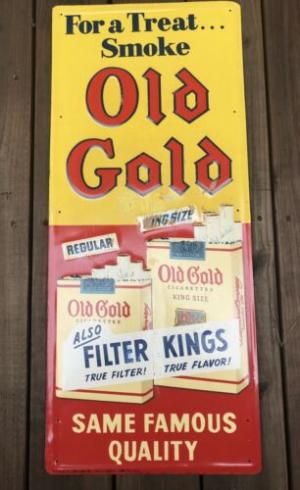 For a Treat...
Smoke
Old
Gold
KING SIZE
REGULAR
Old Gold
CIGARETTES
KING SIZE
Old Gold
CIGARETTES
ALSO
FILTER KINGS
TRUE FILTER! TRUE FLAVOR!
SAME FAMOUS
QUALITY